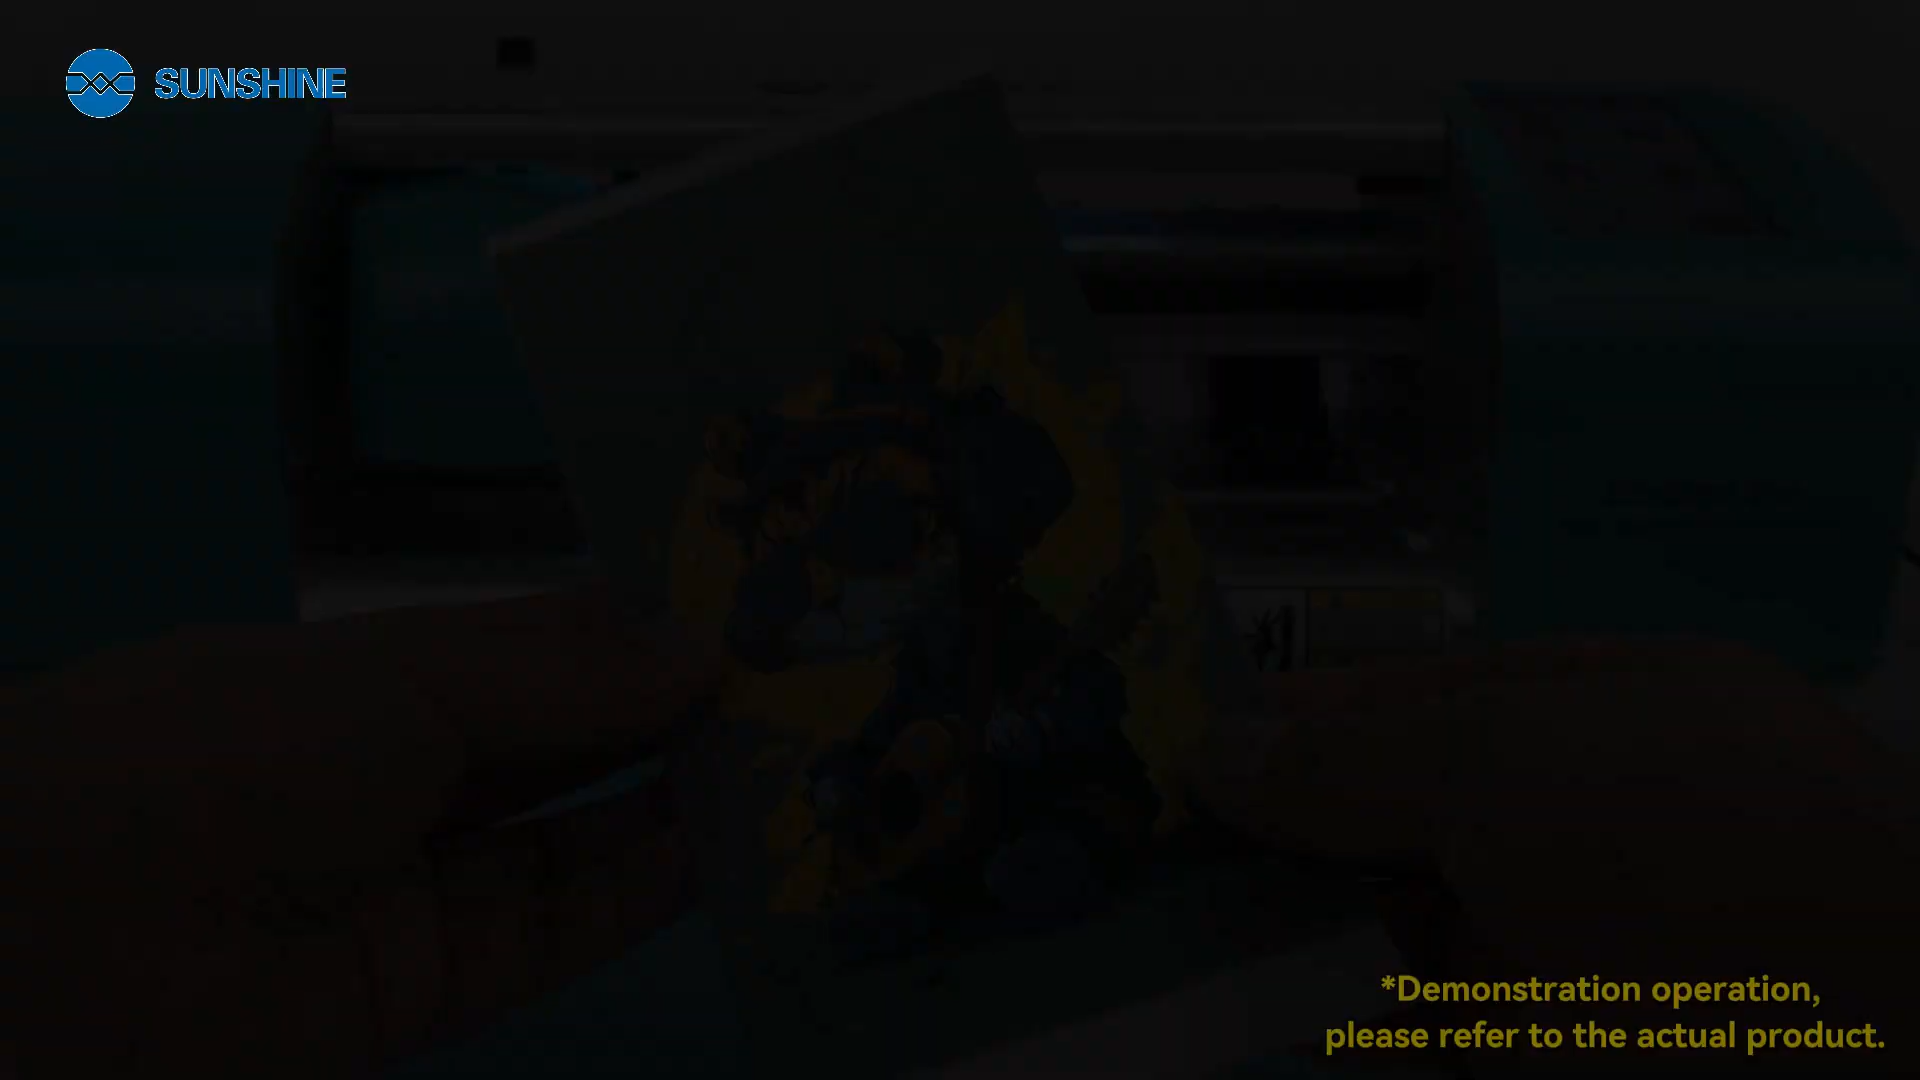 SUNSHINE
*Demonstration operation,
please refer to the actual product.